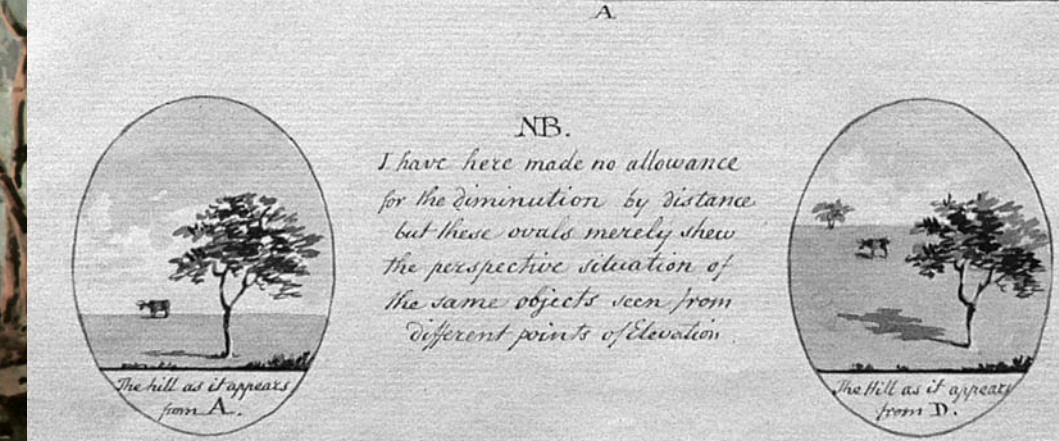 A.
NB.
I have here made no allowance
for the diminution by distance
but these ovals merely shew
the perspective situation of
the same objects seen from
different points of Elevation.
The hill as it appears
from A.
The Hill as it appears
from D.